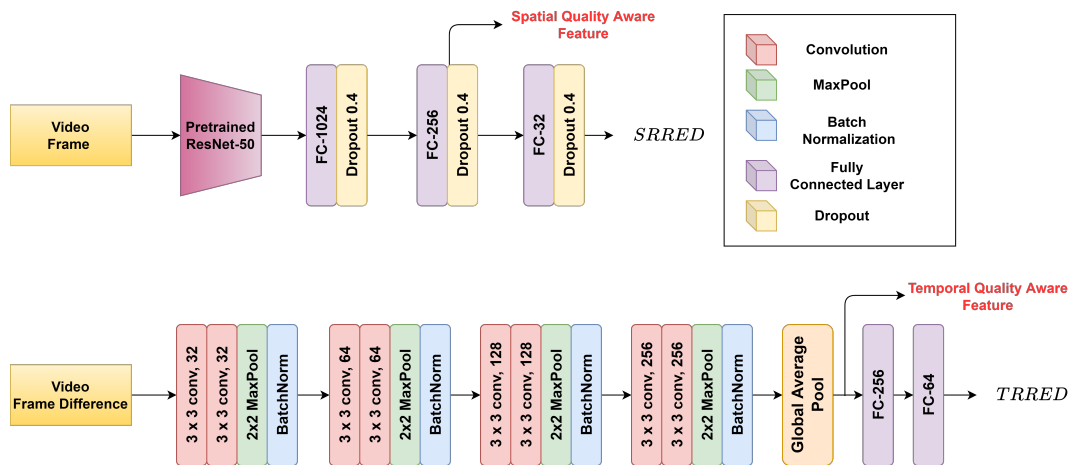 Spatial Quality Aware
Feature
Video
Frame
Pretrained
ResNet-50
FC-1024
Dropout 0.4
FC-256
Dropout 0.4
FC-32
Dropout 0.4
SRRED
Convolution
MaxPool
Batch
Normalization
Fully
Connected Layer
Dropout
Temporal Quality Aware
Feature
Video
Frame Difference
3 x 3 conv, 32
3 x 3 conv, 32
2x2 MaxPool
BatchNorm
3 x 3 conv, 64
3 x 3 conv, 64
2x2 MaxPool
BatchNorm
3 x 3 conv, 128
3 x 3 conv, 128
2x2 MaxPool
BatchNorm
3 x 3 conv, 256
3 x 3 conv, 256
2x2 MaxPool
BatchNorm
Global Average
Pool
FC-256
FC-64
TRRED